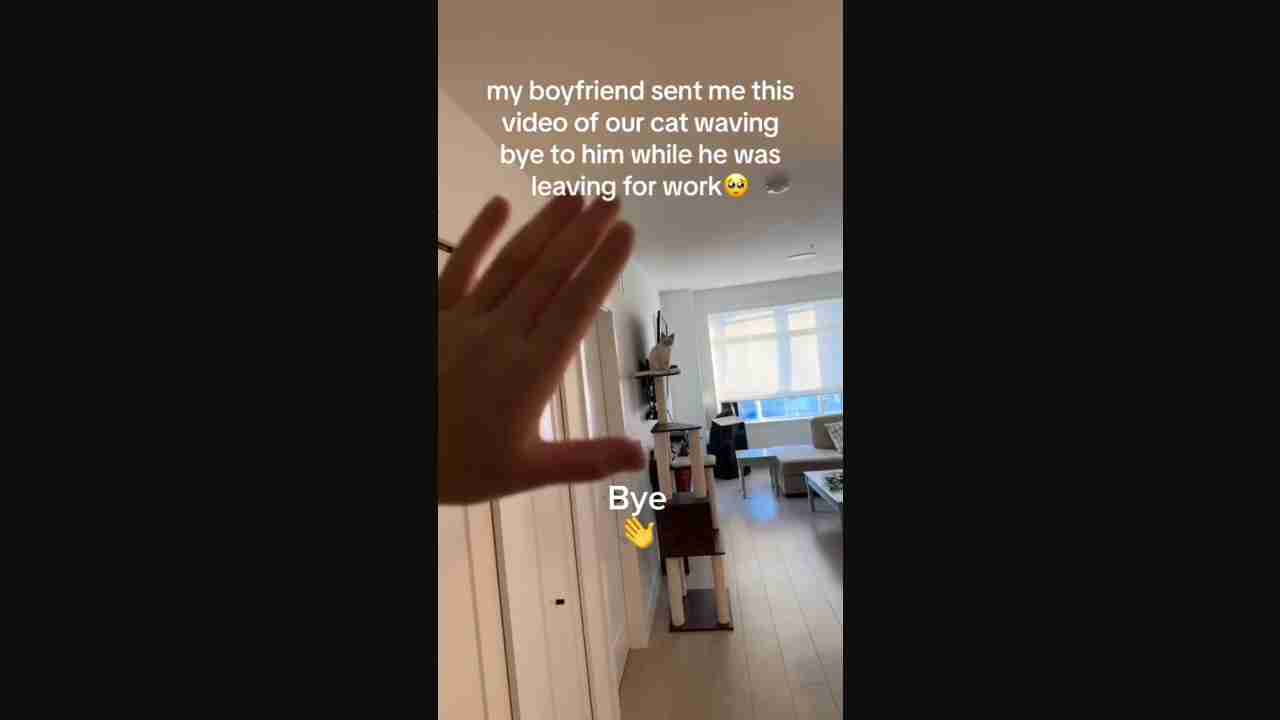 my boyfriend sent me this
video of our cat waving
bye to him while he was
leaving for work🥺
Bye
👋